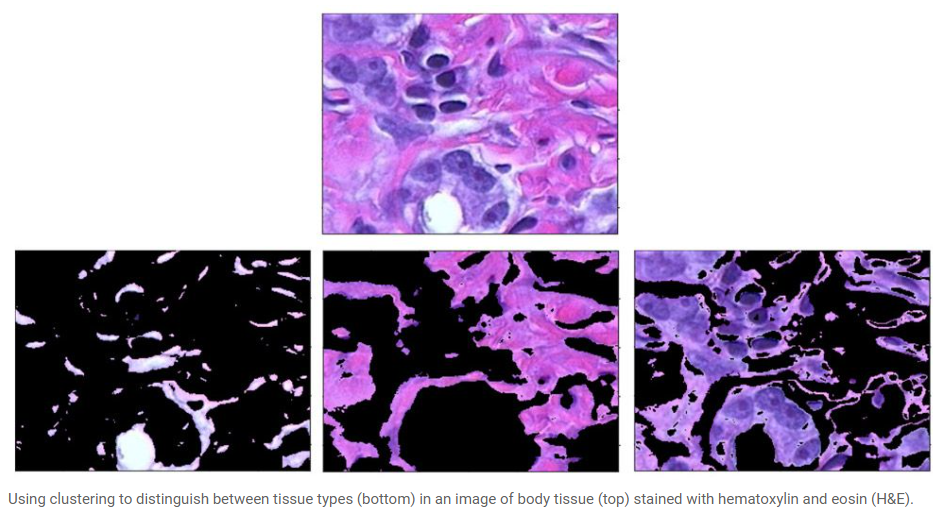 Using clustering to distinguish between tissue types (bottom) in an image of body tissue (top) stained with hematoxylin and eosin (H&E).